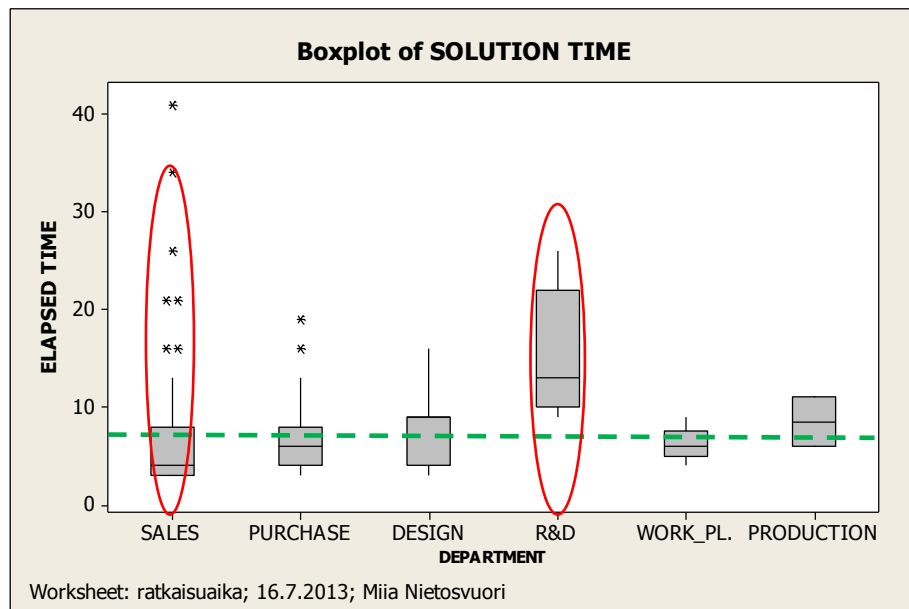 Boxplot of SOLUTION TIME
40
30
20
10
0
ELAPSED TIME
SALES PURCHASE DESIGN R&D WORK_PL. PRODUCTION
DEPARTMENT
Worksheet: ratkaisuaika; 16.7.2013; Miia Nietosvuori